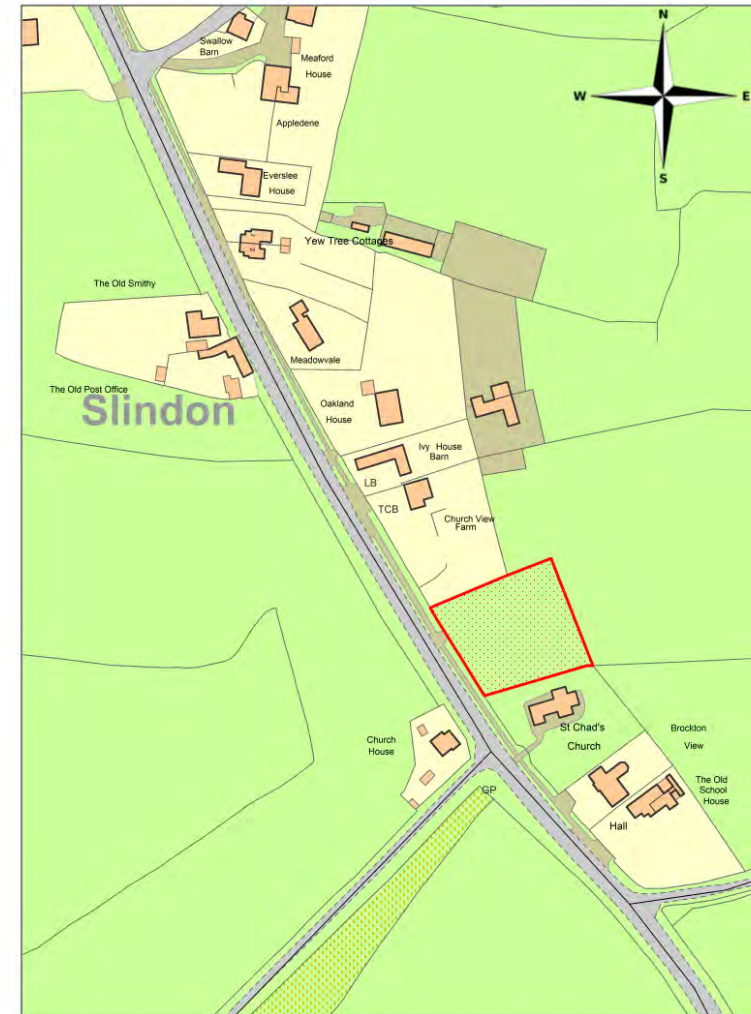 N
W
E
S
Swallow
Barn
Meaford
House
Appledene
Everslee
House
1
2
Yew Tree Cottages
The Old Smithy
Meadowvale
The Old Post Office
Slindon
Oakland
House
Ivy House
Barn
LB
TCB
Church View
Farm
St Chad's
Church
Brockton
View
Church
House
The Old
School
House
GP
Hall